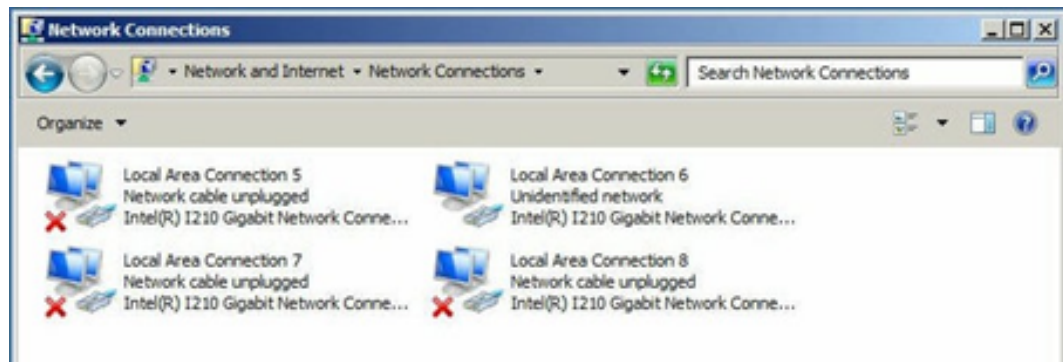 Network Connections
Network and Internet Network Connections
Search Network Connections
Organize
Local Area Connection 5
Network cable unplugged
Intel(R) I210 Gigabit Network Conne...
Local Area Connection 6
Unidentified network
Intel(R) I210 Gigabit Network Conne...
Local Area Connection 7
Network cable unplugged
Intel(R) I210 Gigabit Network Conne...
Local Area Connection 8
Network cable unplugged
Intel(R) I210 Gigabit Network Conne...